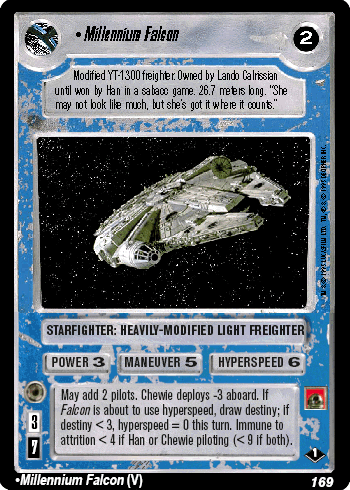 • Millennium Falcon
2
Modified YT-1300 freighter. Owned by Lando Calrissian
until won by Han in a sabacc game. 26.7 meters long. "She
may not look like much, but she's got it where it counts."
STARFIGHTER: HEAVILY-MODIFIED LIGHT FREIGHTER
POWER 3
MANEUVER 5
HYPERSPEED 6
May add 2 pilots. Chewie deploys -3 aboard. If
Falcon is about to use hyperspeed, draw destiny; if
destiny < 3, hyperspeed = 0 this turn. Immune to
attrition < 4 if Han or Chewie piloting (< 9 if both).
3
7
1
•Millennium Falcon (V)
169